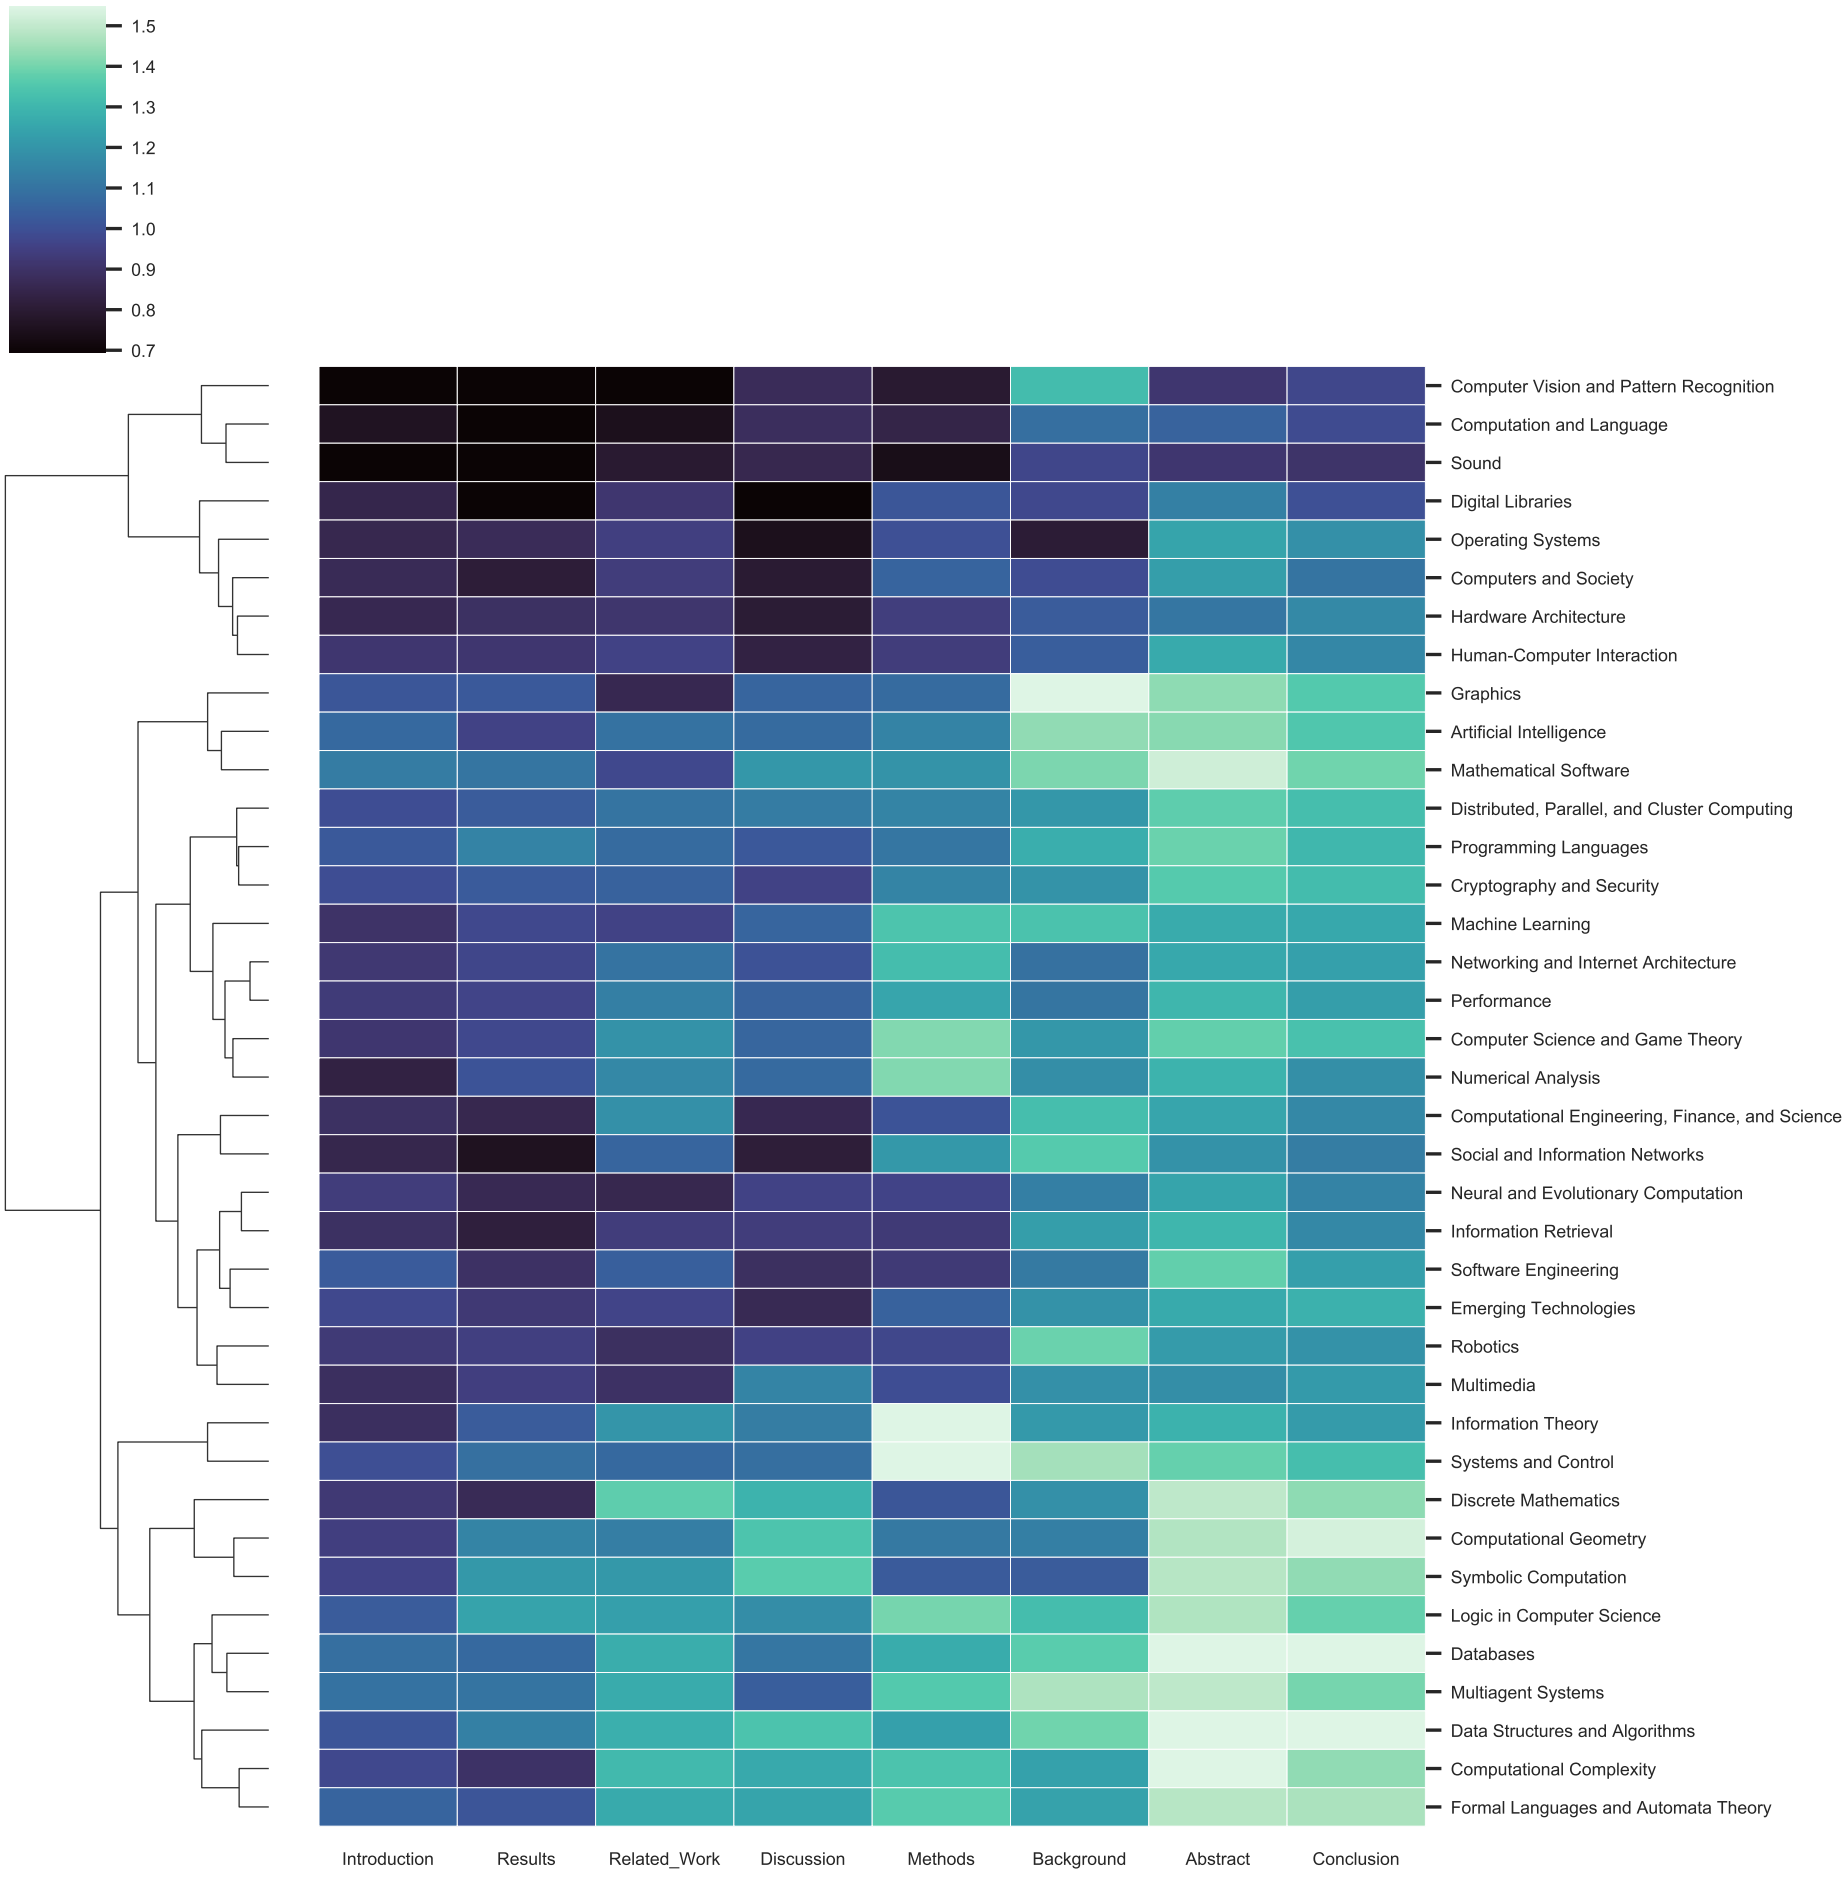 1.5
1.4
1.3
1.2
1.1
1.0
0.9
0.8
0.7
Computer Vision and Pattern Recognition
Computation and Language
Sound
Digital Libraries
Operating Systems
Computers and Society
Hardware Architecture
Human-Computer Interaction
Graphics
Artificial Intelligence
Mathematical Software
Distributed, Parallel, and Cluster Computing
Programming Languages
Cryptography and Security
Machine Learning
Networking and Internet Architecture
Performance
Computer Science and Game Theory
Numerical Analysis
Computational Engineering, Finance, and Science
Social and Information Networks
Neural and Evolutionary Computation
Information Retrieval
Software Engineering
Emerging Technologies
Robotics
Multimedia
Information Theory
Systems and Control
Discrete Mathematics
Computational Geometry
Symbolic Computation
Logic in Computer Science
Databases
Multiagent Systems
Data Structures and Algorithms
Computational Complexity
Formal Languages and Automata Theory
Introduction Results Related_Work Discussion Methods Background Abstract Conclusion